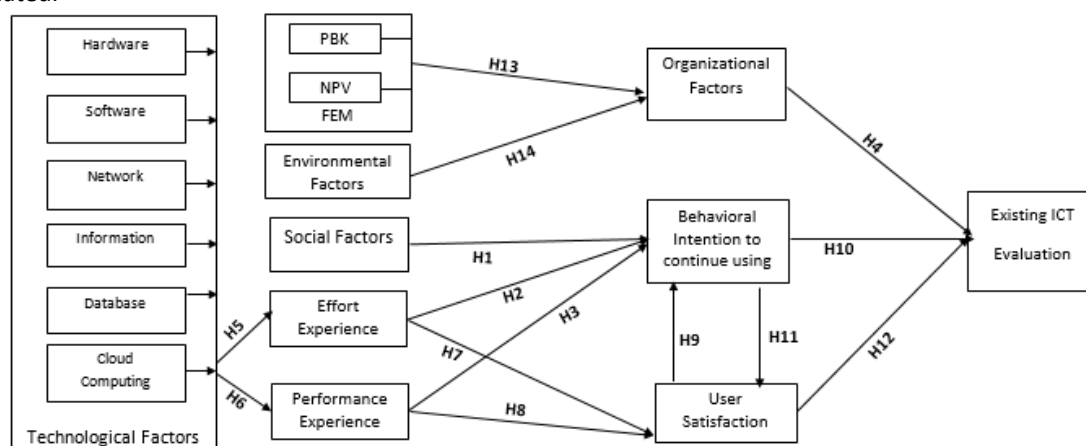 Hardware
Software
Network
Information
Database
Cloud
Computing
Technological Factors
PBK
NPV
FEM
Environmental
Factors
Social Factors
Effort
Experience
Performance
Experience
H5
H6
H13
H14
H1
H2
H3
H7
H8
Organizational
Factors
Behavioral
Intention to
continue using
H9
H11
User
Satisfaction
H4
H10
H12
Existing ICT
Evaluation